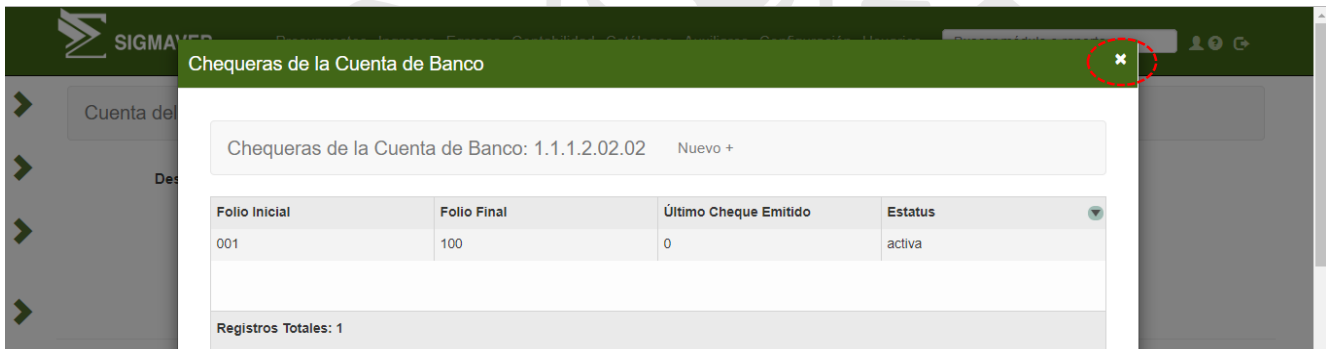 SIGMAVER
Chequeras de la Cuenta de Banco
Cuenta del
Chequeras de la Cuenta de Banco: 1.1.1.2.02.02 Nuevo +
Des
Folio Inicial Folio Final Último Cheque Emitido Estatus
001 100 0 activa
Registros Totales: 1